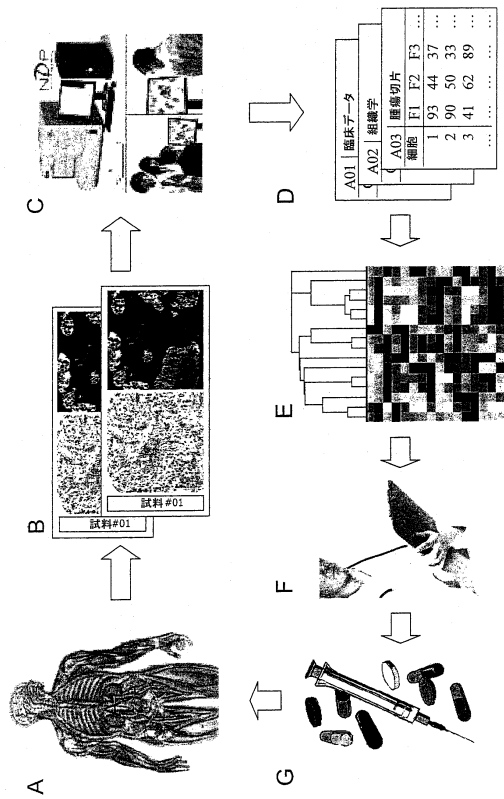 A
B
試料#01
試料#01
C
NDP
D
A01 臨床データ
A02 組織学
A03 腫瘍切片
細胞 F1 F2 F3 …
1 93 44 37 …
2 90 50 33 …
3 41 62 89 …
… … … … …
E
F
G